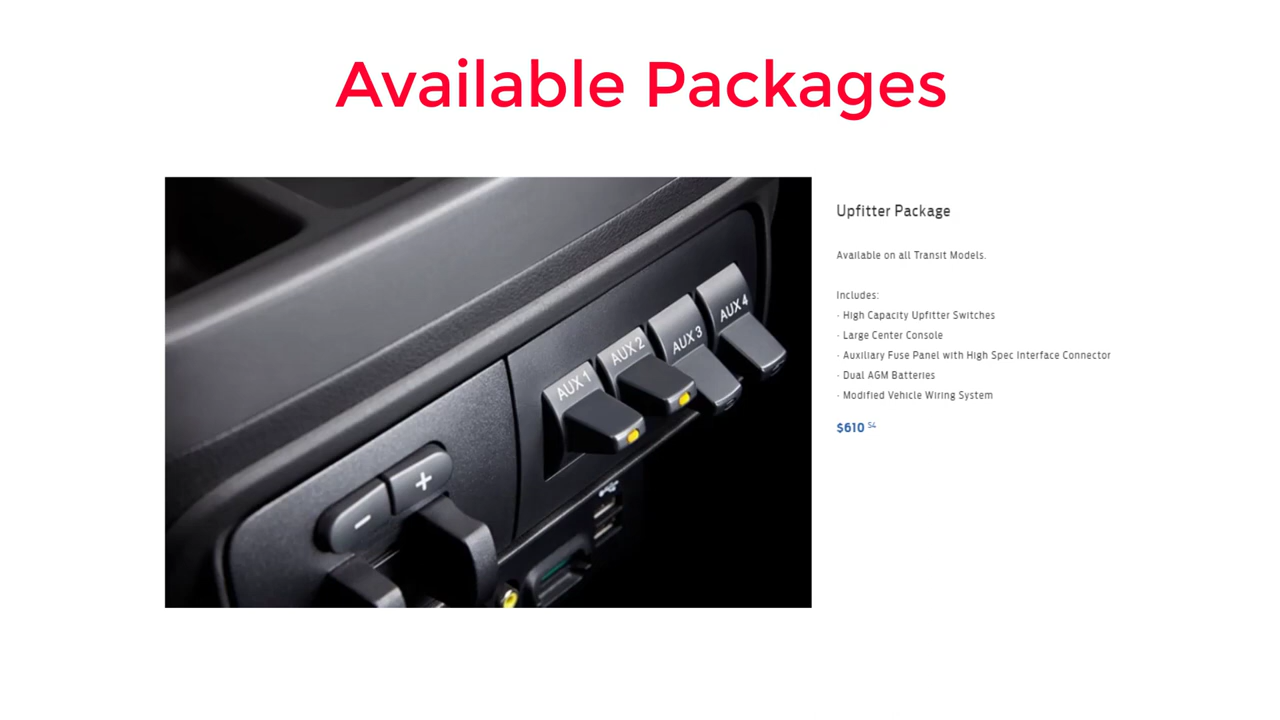 Available Packages
Upfitter Package
Available on all Transit Models.
Includes:
· High Capacity Upfitter Switches
· Large Center Console
· Auxiliary Fuse Panel with High Spec Interface Connector
· Dual AGM Batteries
· Modified Vehicle Wiring System
$610 54
AUX 1
AUX 2
AUX 3
AUX 4
- +